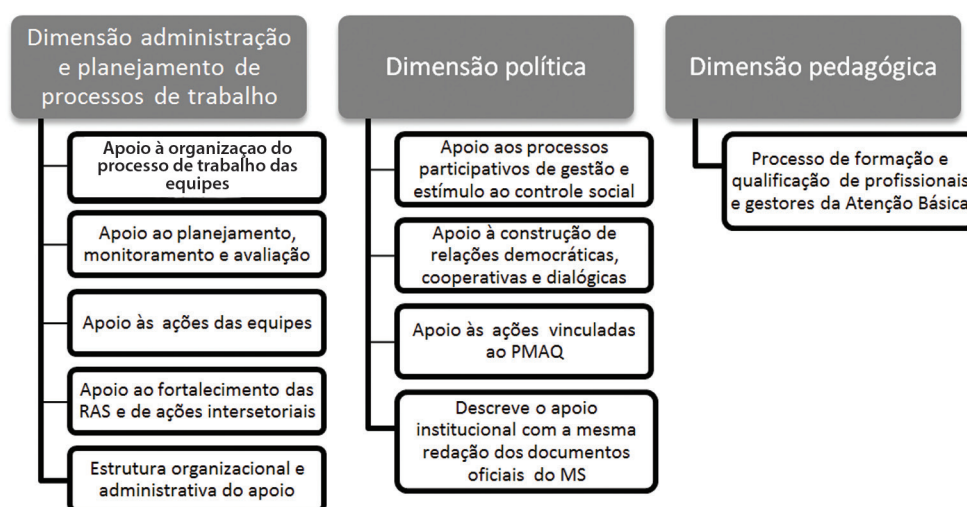 Dimensão administração
e planejamento de
processos de trabalho
Apoio à organizaçao do
processo de trabalho das
equipes
Apoio ao planejamento,
monitoramento e avaliação
Apoio às ações das equipes
Apoio ao fortalecimento das
RAS e de ações intersetoriais
Estrutura organizacional e
administrativa do apoio
Dimensão política
Apoio aos processos
participativos de gestão e
estímulo ao controle social
Apoio à construção de
relações democráticas,
cooperativas e dialógicas
Apoio às ações vinculadas
ao PMAQ
Descreve o apoio
institucional com a mesma
redação dos documentos
oficiais do MS
Dimensão pedagógica
Processo de formação e
qualificação de profissionais
e gestores da Atenção Básica